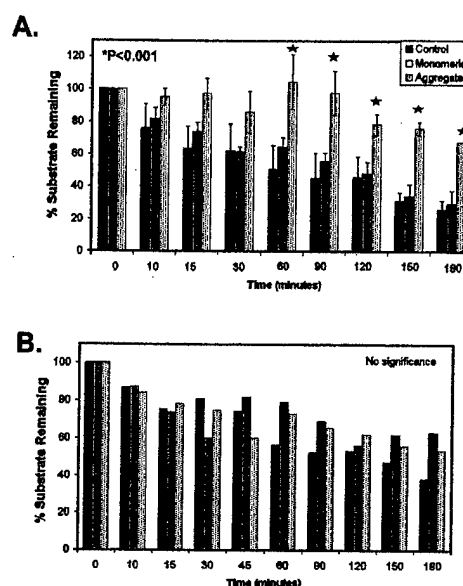 A.
*P<0.001
Control
Monomeric
Aggregate
% Substrate Remaining
120
100
80
60
40
20
0
0 10 15 30 60 90 120 150 180
Time (minutes)
B.
No significance
% Substrate Remaining
100
80
60
40
20
0
0 10 15 30 45 60 90 120 150 180
Time (minutes)